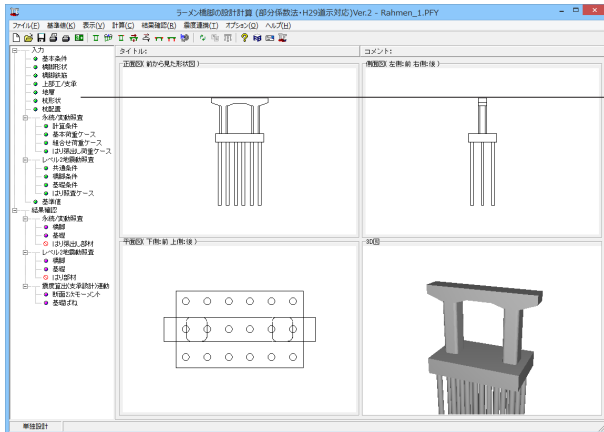 ラーメン橋脚の設計計算 (部分係数法・H29道示対応)Ver.2 - Rahmen_1.PFY
ファイル(F) 基準値(K) 表示(V) 計算(C) 結果確認(R) 震度連携(T) オプション(O) ヘルプ(H)
入力
基本条件
橋脚形状
橋脚鉄筋
上部工/支承
地層
杭形状
杭配置
永続/変動照査
計算条件
基本荷重ケース
組合せ荷重ケース
はり張出し荷重ケース
レベル2地震動照査
共通条件
橋脚条件
基礎条件
はり照査ケース
基準値
結果確認
永続/変動照査
橋脚
基礎
はり張出し部材
レベル2地震動照査
橋脚
基礎
はり部材
震度算出(支承設計)連動
断面2次モーメント
基礎ばね
タイトル:
コメント:
正面図( 前から見た形状図 )
側面図( 左側:前 右側:後 )
平面図( 下側:前 上側:後 )
3D図
単独設計